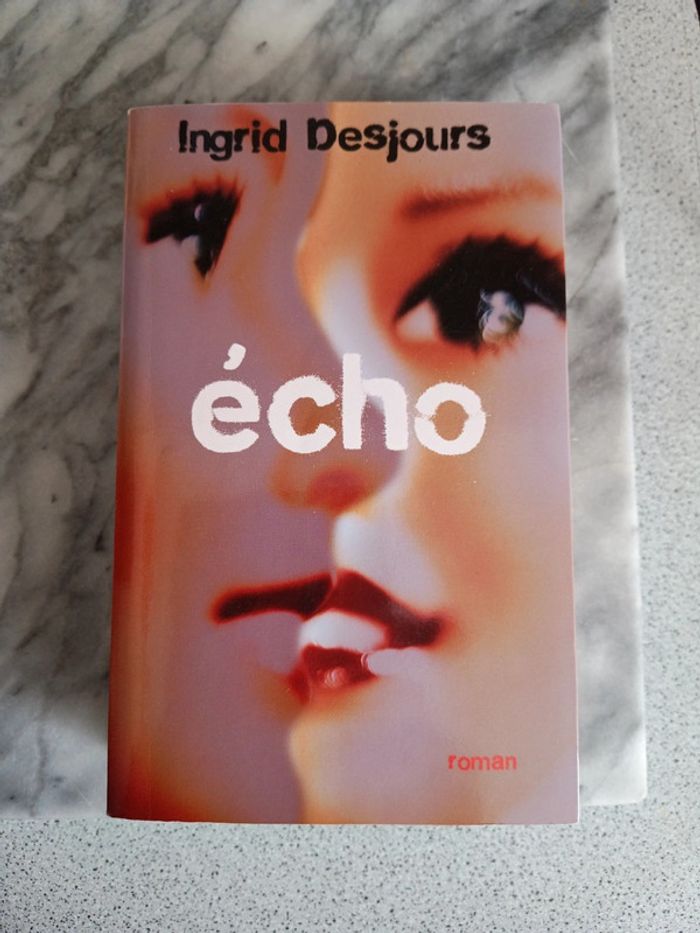 Ingrid Desjours
écho
roman